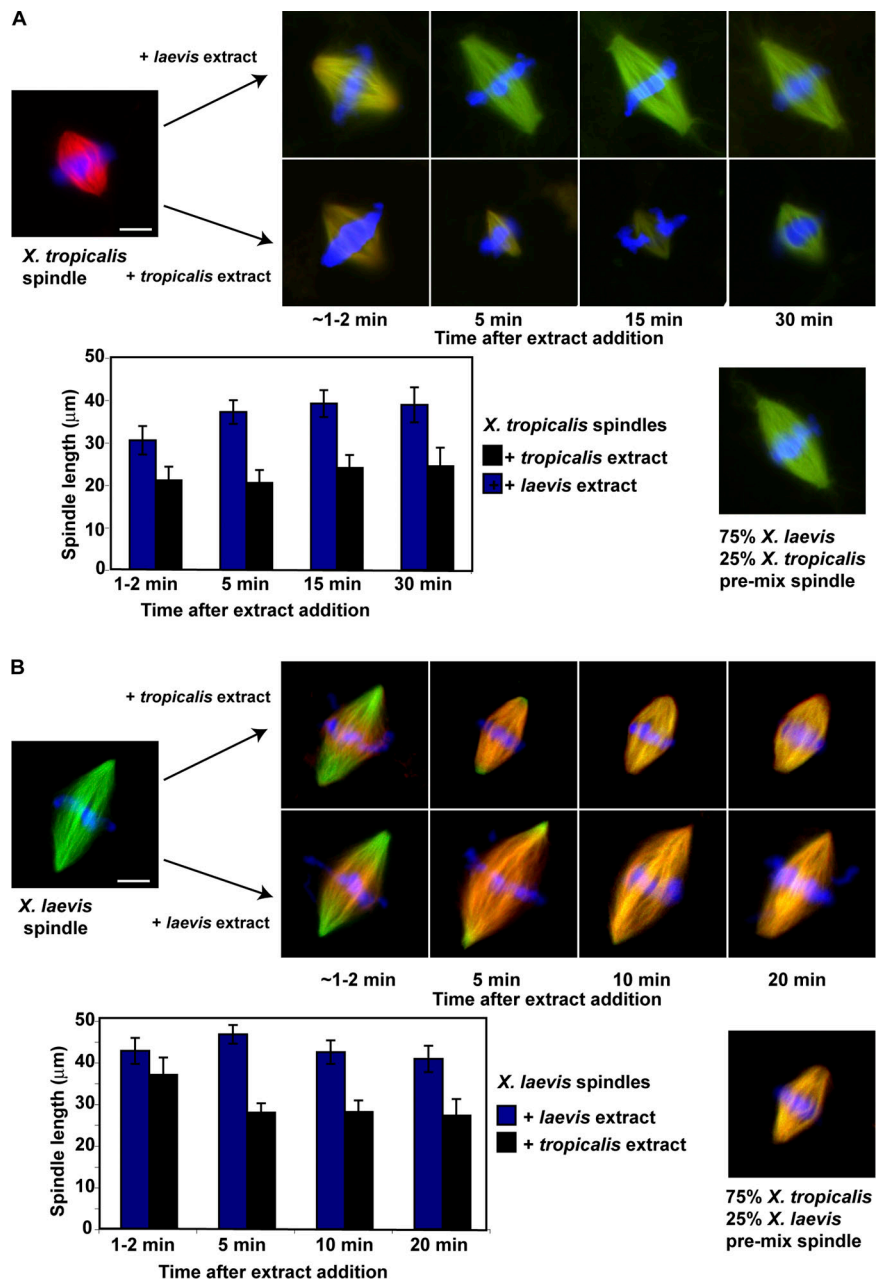 A
+ laevis extract
X. tropicalis
spindle
+ tropicalis extract
~1-2 min
5 min
15 min
30 min
Time after extract addition
Spindle length (μm)
50
40
30
20
10
0
1-2 min
5 min
15 min
30 min
Time after extract addition
X. tropicalis spindles
+ tropicalis extract
+ laevis extract
75% X. laevis
25% X. tropicalis
pre-mix spindle
B
+ tropicalis extract
X. laevis
spindle
+ laevis extract
~1-2 min
5 min
10 min
20 min
Time after extract addition
Spindle length (μm)
50
40
30
20
10
0
1-2 min
5 min
10 min
20 min
Time after extract addition
X. laevis spindles
+ laevis extract
+ tropicalis extract
75% X. tropicalis
25% X. laevis
pre-mix spindle